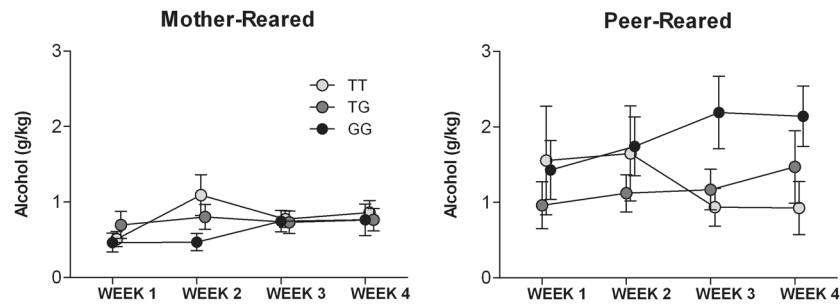 Mother-Reared
3
2
1
0
Alcohol (g/kg)
TT
TG
GG
WEEK 1 WEEK 2 WEEK 3 WEEK 4
Peer-Reared
3
2
1
0
Alcohol (g/kg)
WEEK 1 WEEK 2 WEEK 3 WEEK 4